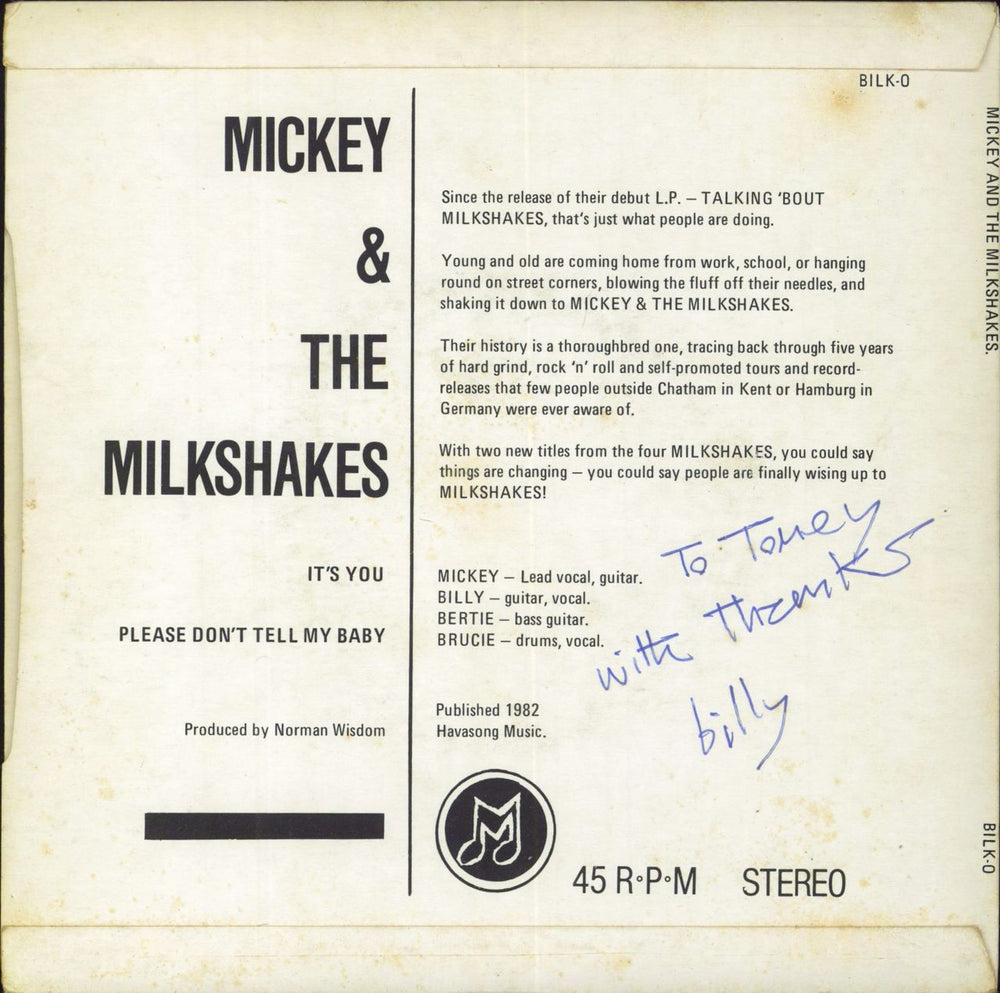 BILK-O
MICKEY
&
THE
MILKSHAKES
IT'S YOU
PLEASE DON'T TELL MY BABY
Produced by Norman Wisdom
Since the release of their debut L.P. – TALKING 'BOUT
MILKSHAKES, that's just what people are doing.
Young and old are coming home from work, school, or hanging
round on street corners, blowing the fluff off their needles, and
shaking it down to MICKEY & THE MILKSHAKES.
Their history is a thoroughbred one, tracing back through five years
of hard grind, rock 'n' roll and self-promoted tours and record-
releases that few people outside Chatham in Kent or Hamburg in
Germany were ever aware of.
With two new titles from the four MILKSHAKES, you could say
things are changing – you could say people are finally wising up to
MILKSHAKES!
MICKEY – Lead vocal, guitar.
BILLY – guitar, vocal.
BERTIE – bass guitar.
BRUCIE – drums, vocal.
To Toney
with Thanks
billy
Published 1982
Havasong Music.
M
45 R∘P∘M STEREO
MICKEY AND THE MILKSHAKES.
BILK-O